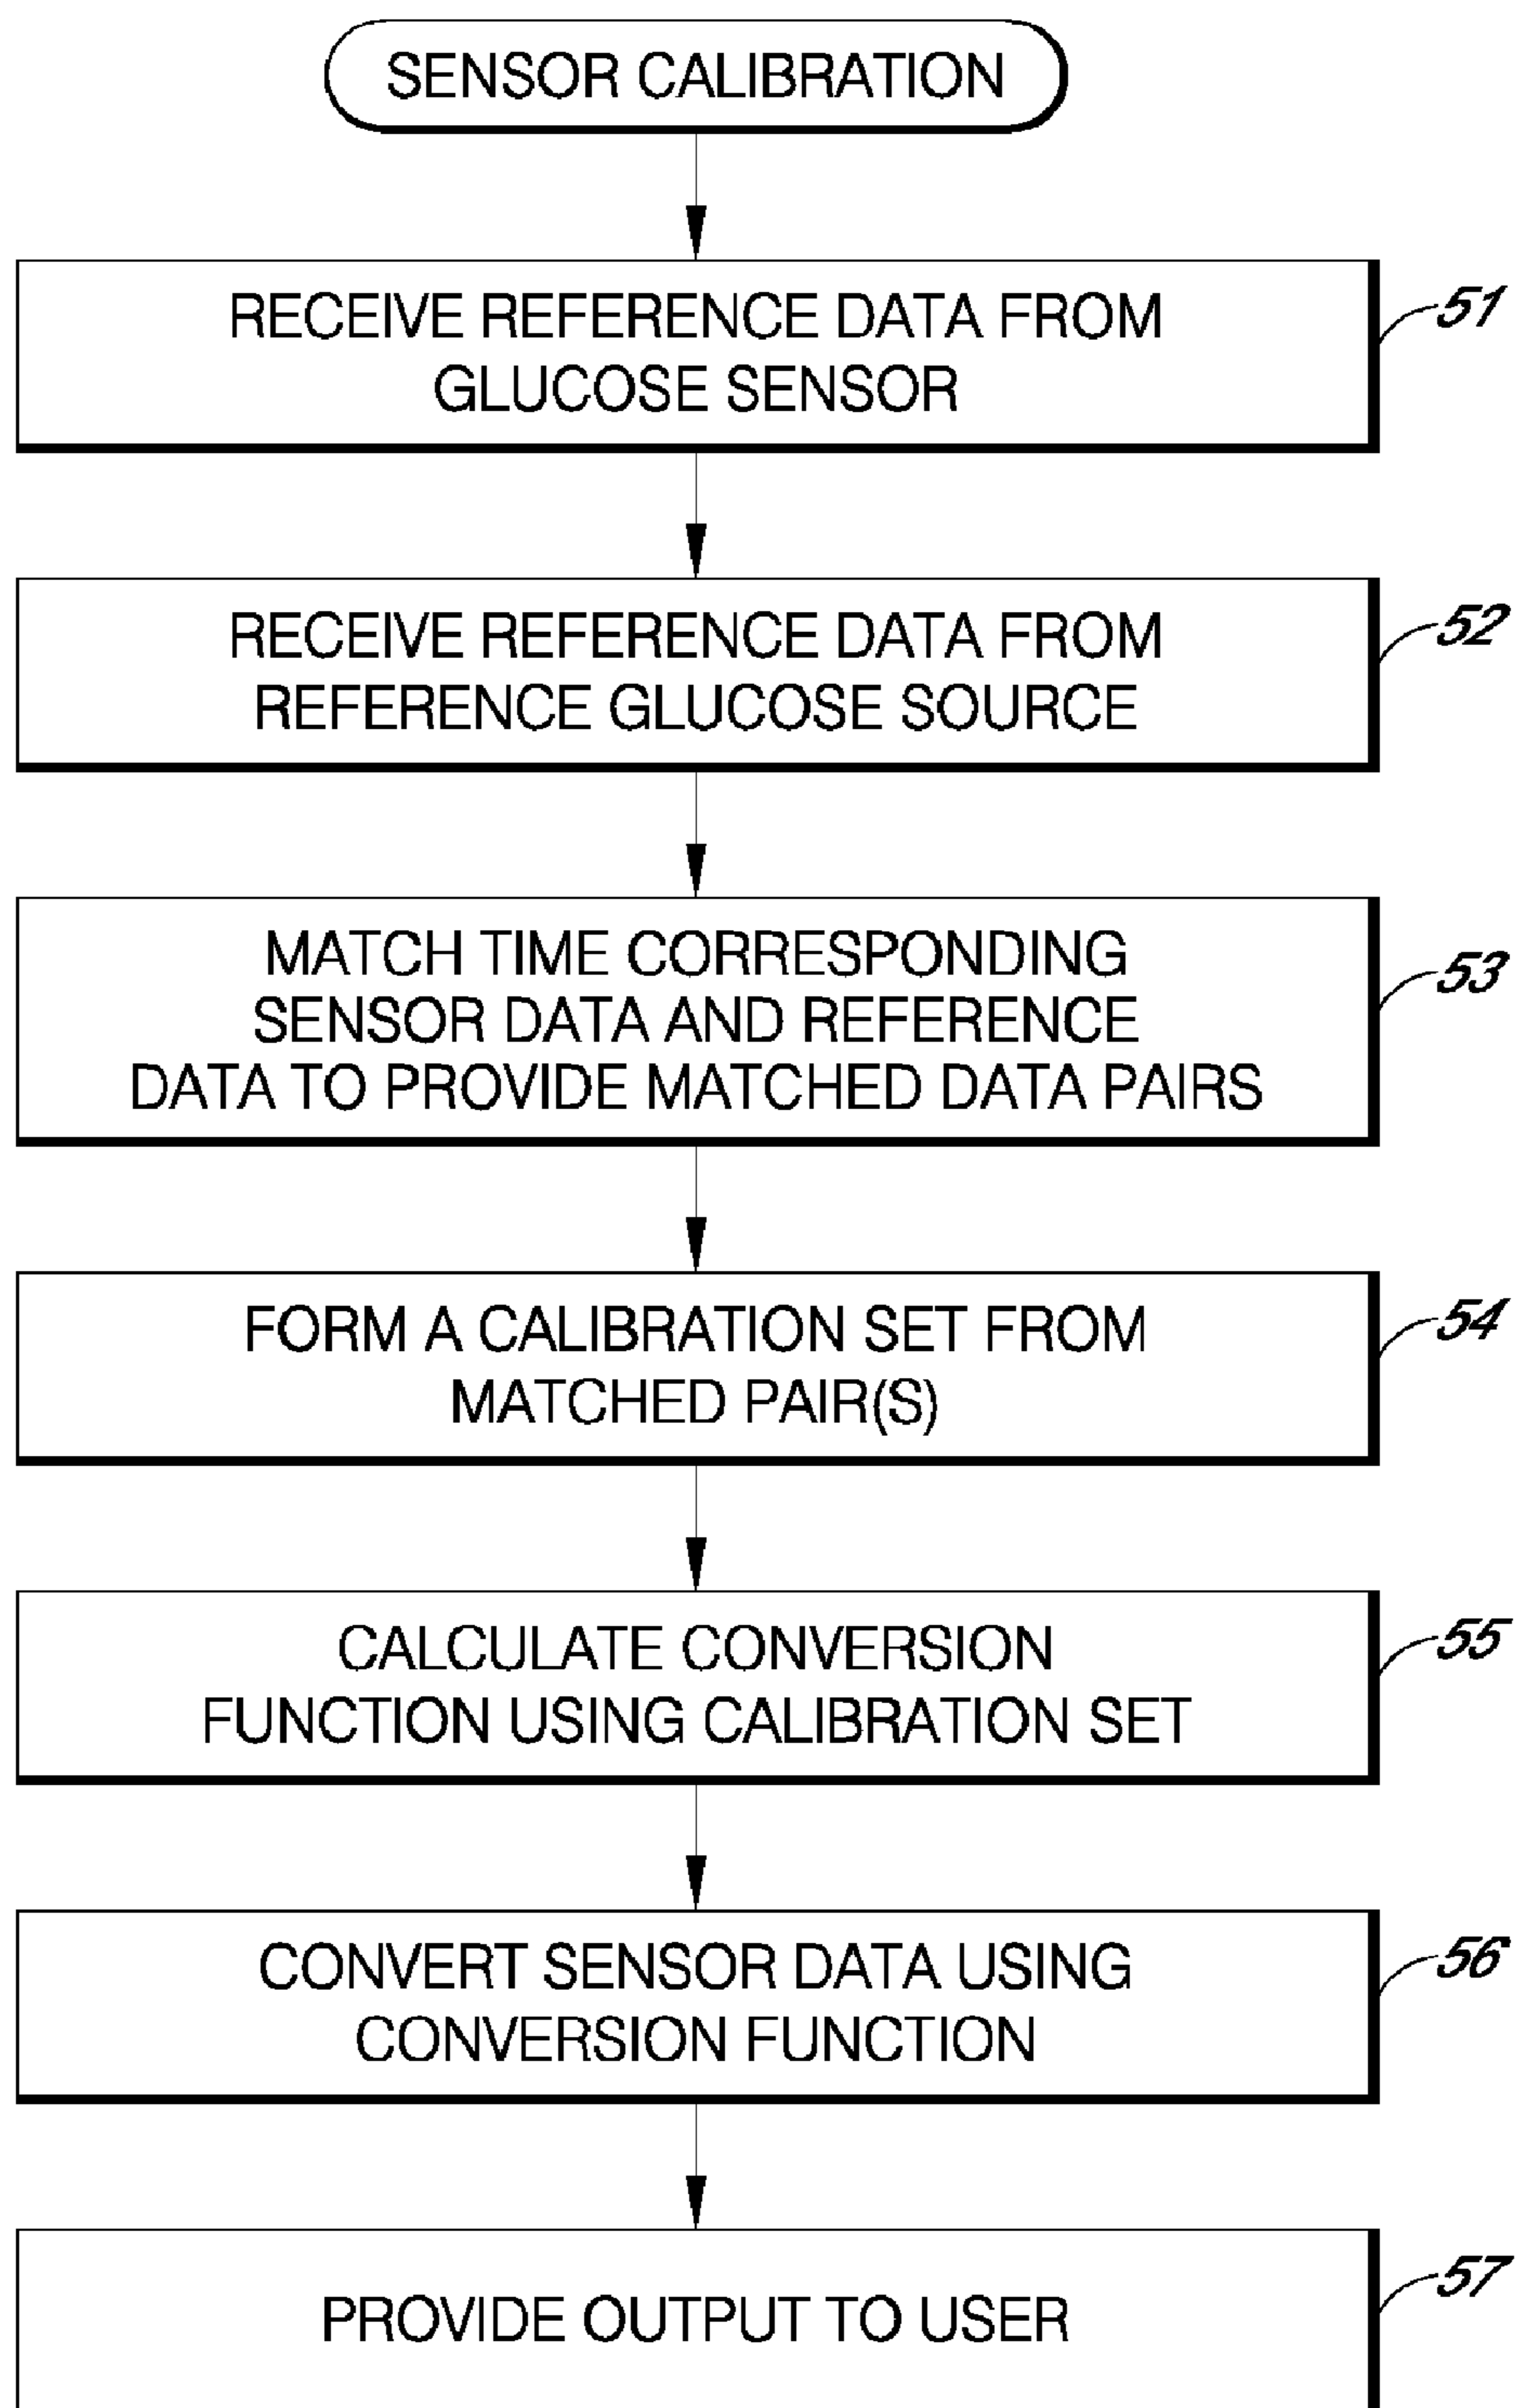 SENSOR CALIBRATION
RECEIVE REFERENCE DATA FROM
GLUCOSE SENSOR
51
RECEIVE REFERENCE DATA FROM
REFERENCE GLUCOSE SOURCE
52
MATCH TIME CORRESPONDING
SENSOR DATA AND REFERENCE
DATA TO PROVIDE MATCHED DATA PAIRS
53
FORM A CALIBRATION SET FROM
MATCHED PAIR(S)
54
CALCULATE CONVERSION
FUNCTION USING CALIBRATION SET
55
CONVERT SENSOR DATA USING
CONVERSION FUNCTION
56
PROVIDE OUTPUT TO USER
57